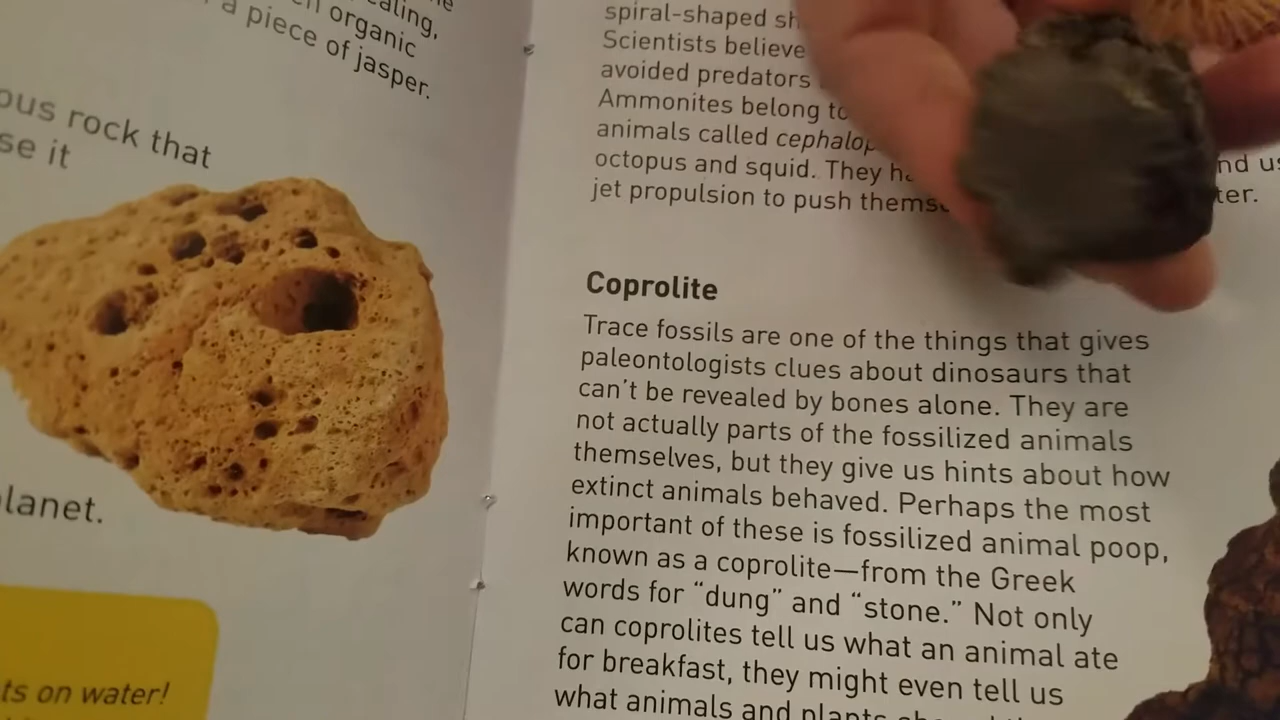 aling,
organic
a piece of jasper.
ous rock that
se it
planet.
ts on water!
spiral-shaped
Scientists believe
avoided predators
Ammonites belong to
animals called cephalop
octopus and squid. They
jet propulsion to push themse
nd us
ter.
Coprolite
Trace fossils are one of the things that gives
paleontologists clues about dinosaurs that
can't be revealed by bones alone. They are
not actually parts of the fossilized animals
themselves, but they give us hints about how
extinct animals behaved. Perhaps the most
important of these is fossilized animal poop,
known as a coprolite—from the Greek
words for “dung” and “stone.” Not only
can coprolites tell us what an animal ate
for breakfast, they might even tell us
what animals and plants